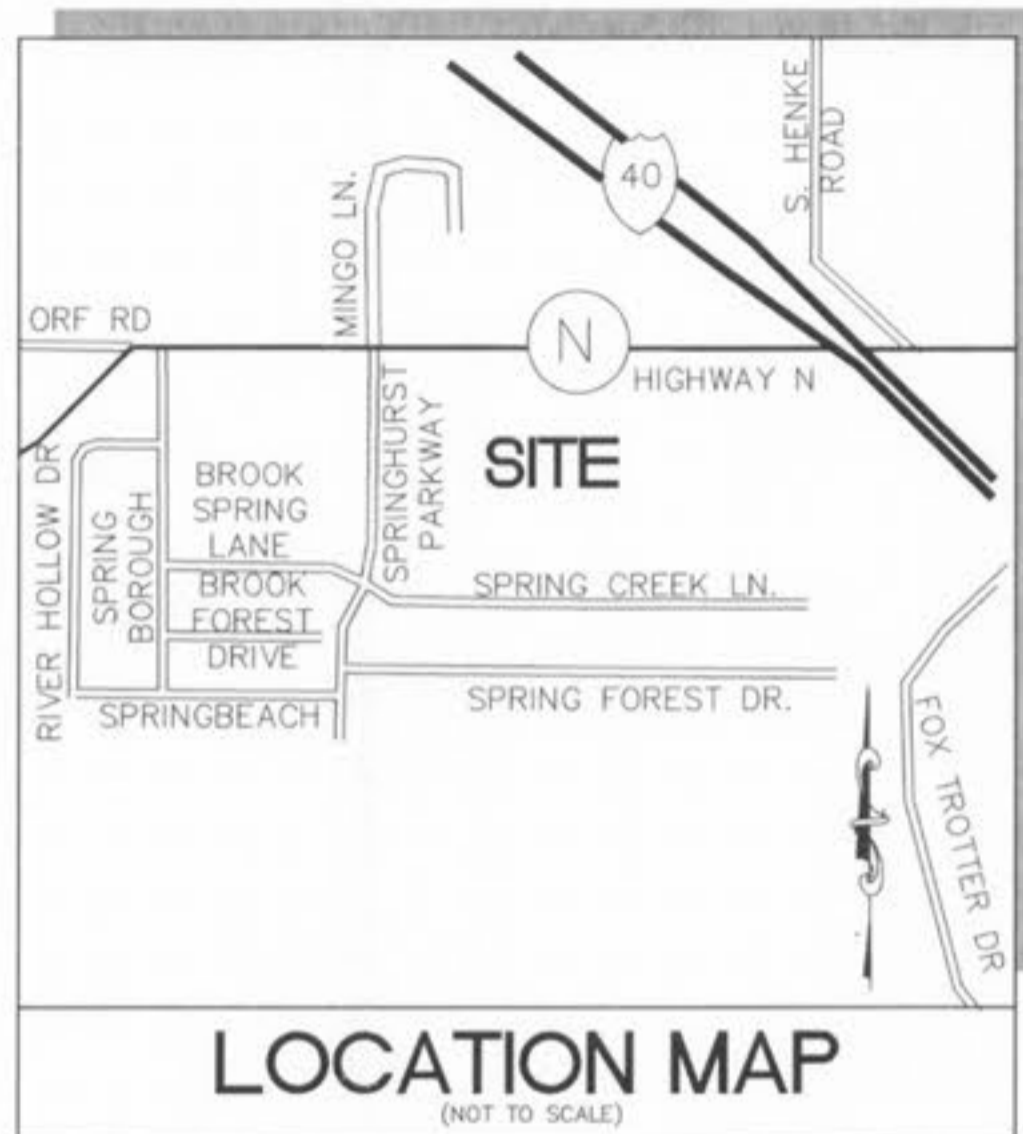 S. HENKE
ROAD
40
MINGO LN.
ORF RD
N
HIGHWAY N
SITE
SPRINGHURST
PARKWAY
RIVER HOLLOW DR
SPRING
BOROUGH
BROOK
SPRING
LANE
BROOK
FOREST
DRIVE
SPRING CREEK LN.
SPRING FOREST DR.
SPRINGBEACH
FOX TROTTER DR
LOCATION MAP
(NOT TO SCALE)